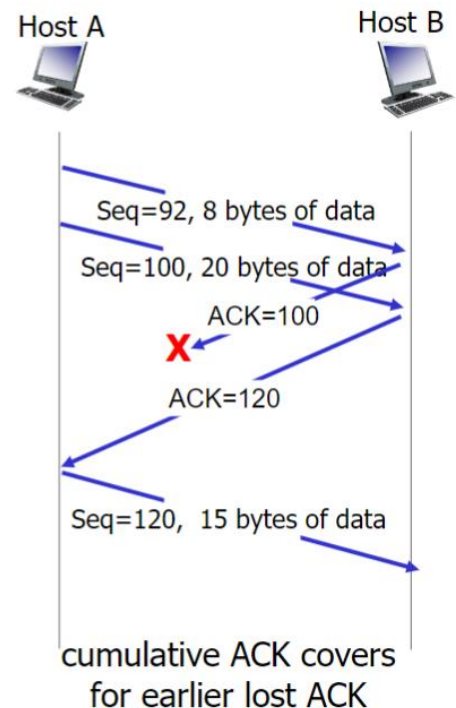 Host A
Host B
Seq=92, 8 bytes of data
Seq=100, 20 bytes of data
ACK=100
X
ACK=120
Seq=120,  15 bytes of data
cumulative ACK covers
for earlier lost ACK